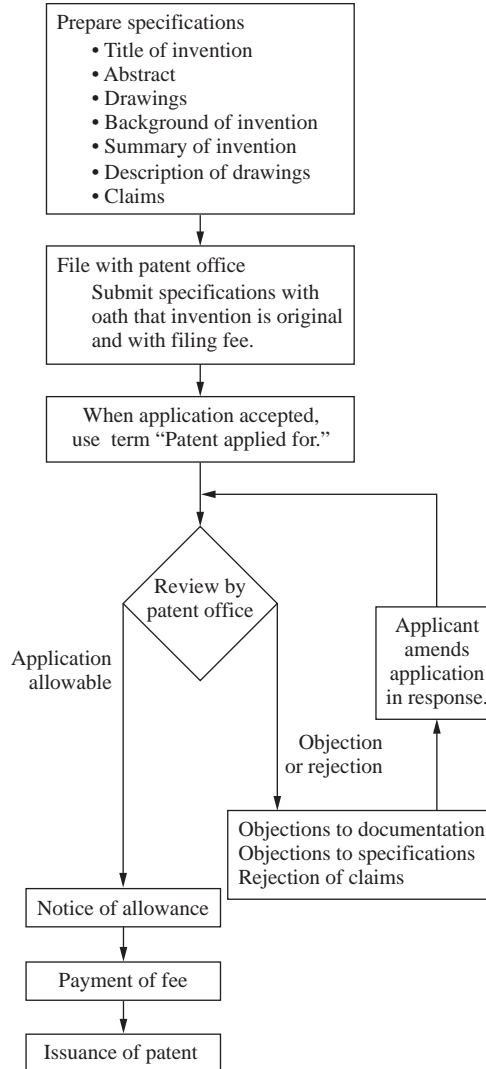 Prepare specifications
• Title of invention
• Abstract
• Drawings
• Background of invention
• Summary of invention
• Description of drawings
• Claims
File with patent office
Submit specifications with
oath that invention is original
and with filing fee.
When application accepted,
use term “Patent applied for.”
Review by
patent office
Application
allowable
Objection
or rejection
Applicant
amends
application
in response.
Objections to documentation
Objections to specifications
Rejection of claims
Notice of allowance
Payment of fee
Issuance of patent